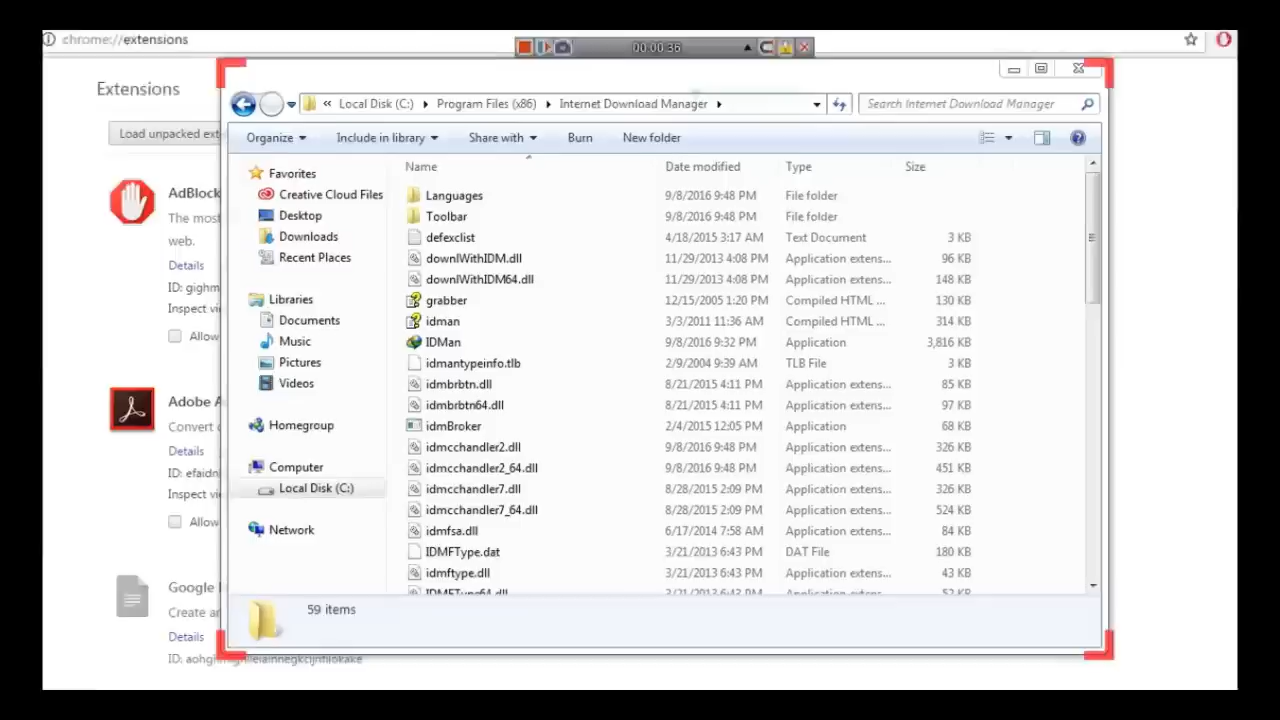 chrome://extensions
00:00:36
Extensions
Load unpacked ext
AdBlock
The most
web.
Details
ID: gighm
Inspect vi
Allow
Adobe A
Convert
Details
ID: efaidn
Inspect vi
Allow
Google
Create an
Details
« Local Disk (C:) Program Files (x86) Internet Download Manager
Search Internet Download Manager
Organize Include in library Share with Burn New folder
Favorites
Creative Cloud Files
Desktop
Downloads
Recent Places
Libraries
Documents
Music
Pictures
Videos
Homegroup
Computer
Local Disk (C:)
Network
Name Date modified Type Size
Languages 9/8/2016 9:48 PM File folder
Toolbar 9/8/2016 9:48 PM File folder
defexclist 4/18/2015 3:17 AM Text Document 3 KB
downlWithIDM.dll 11/29/2013 4:08 PM Application extens... 96 KB
downlWithIDM64.dll 11/29/2013 4:08 PM Application extens... 148 KB
grabber 12/15/2005 1:20 PM Compiled HTML ... 130 KB
idman 3/3/2011 11:36 AM Compiled HTML ... 314 KB
IDMan 9/8/2016 9:32 PM Application 3,816 KB
idmantypeinfo.tlb 2/9/2004 9:39 AM TLB File 3 KB
idmbrbtn.dll 8/21/2015 4:11 PM Application extens... 85 KB
idmbrbtn64.dll 8/21/2015 4:11 PM Application extens... 97 KB
idmBroker 2/4/2015 12:05 PM Application 68 KB
idmcchandler2.dll 9/8/2016 9:48 PM Application extens... 326 KB
idmcchandler2_64.dll 9/8/2016 9:48 PM Application extens... 451 KB
idmcchandler7.dll 8/28/2015 2:09 PM Application extens... 326 KB
idmcchandler7_64.dll 8/28/2015 2:09 PM Application extens... 524 KB
idmfsa.dll 6/17/2014 7:58 AM Application extens... 84 KB
IDMFType.dat 3/21/2013 6:43 PM DAT File 180 KB
idmftype.dll 3/21/2013 6:43 PM Application extens... 43 KB
IDMFType64.dll 3/21/2013 6:43 PM Application extens... 52 KB
59 items